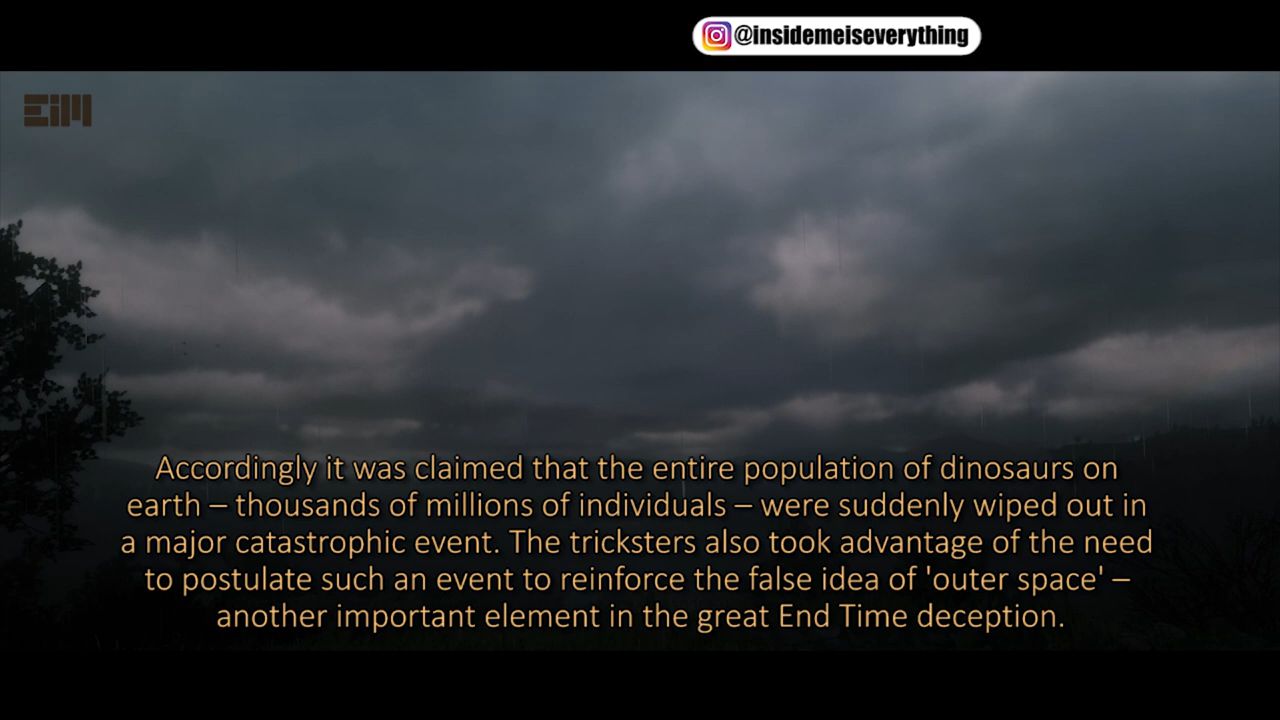 @insidemeiseverything
EiM
Accordingly it was claimed that the entire population of dinosaurs on
earth – thousands of millions of individuals – were suddenly wiped out in
a major catastrophic event. The tricksters also took advantage of the need
to postulate such an event to reinforce the false idea of 'outer space' –
another important element in the great End Time deception.